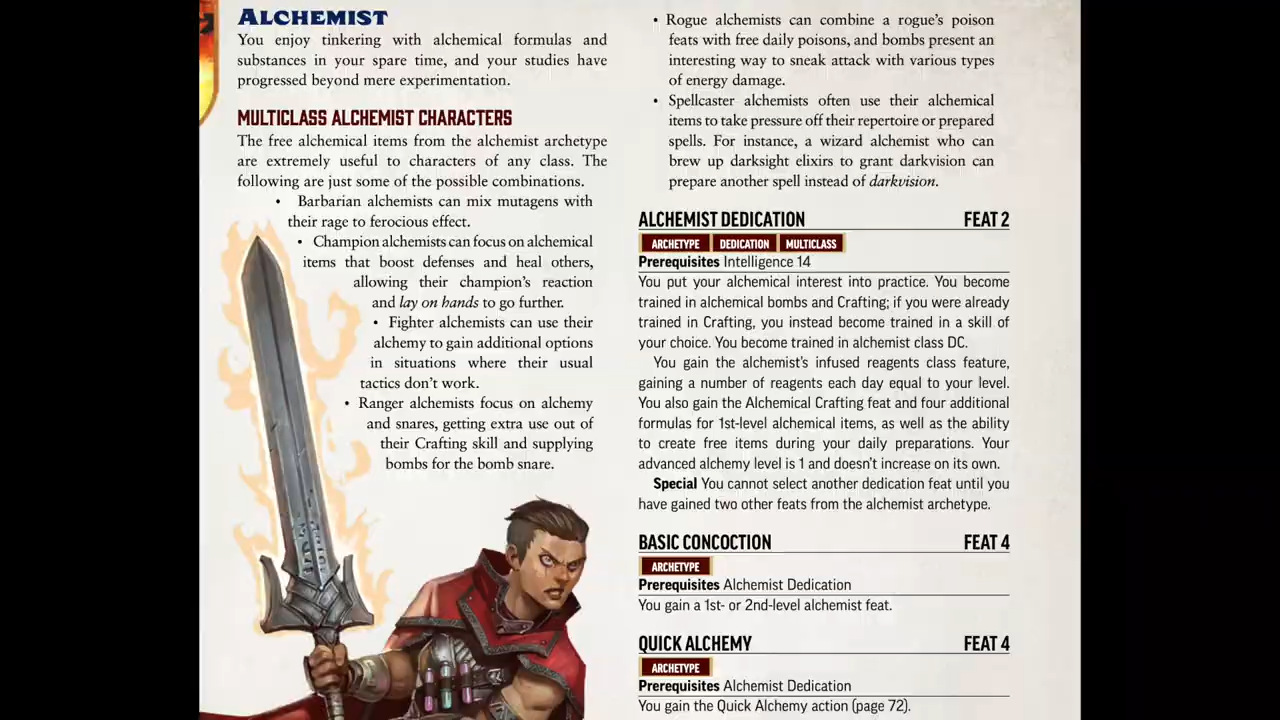 ALCHEMIST
You enjoy tinkering with alchemical formulas and
substances in your spare time, and your studies have
progressed beyond mere experimentation.
MULTICLASS ALCHEMIST CHARACTERS
The free alchemical items from the alchemist archetype
are extremely useful to characters of any class. The
following are just some of the possible combinations.
• Barbarian alchemists can mix mutagens with
their rage to ferocious effect.
• Champion alchemists can focus on alchemical
items that boost defenses and heal others,
allowing their champion's reaction
and lay on hands to go further.
• Fighter alchemists can use their
alchemy to gain additional options
in situations where their usual
tactics don't work.
• Ranger alchemists focus on alchemy
and snares, getting extra use out of
their Crafting skill and supplying
bombs for the bomb snare.
• Rogue alchemists can combine a rogue's poison
feats with free daily poisons, and bombs present an
interesting way to sneak attack with various types
of energy damage.
• Spellcaster alchemists often use their alchemical
items to take pressure off their repertoire or prepared
spells. For instance, a wizard alchemist who can
brew up darksight elixirs to grant darkvision can
prepare another spell instead of darkvision.
ALCHEMIST DEDICATION FEAT 2
ARCHETYPE DEDICATION MULTICLASS
Prerequisites Intelligence 14
You put your alchemical interest into practice. You become
trained in alchemical bombs and Crafting; if you were already
trained in Crafting, you instead become trained in a skill of
your choice. You become trained in alchemist class DC.
You gain the alchemist's infused reagents class feature,
gaining a number of reagents each day equal to your level.
You also gain the Alchemical Crafting feat and four additional
formulas for 1st-level alchemical items, as well as the ability
to create free items during your daily preparations. Your
advanced alchemy level is 1 and doesn't increase on its own.
Special You cannot select another dedication feat until you
have gained two other feats from the alchemist archetype.
BASIC CONCOCTION FEAT 4
ARCHETYPE
Prerequisites Alchemist Dedication
You gain a 1st- or 2nd-level alchemist feat.
QUICK ALCHEMY FEAT 4
ARCHETYPE
Prerequisites Alchemist Dedication
You gain the Quick Alchemy action (page 72).